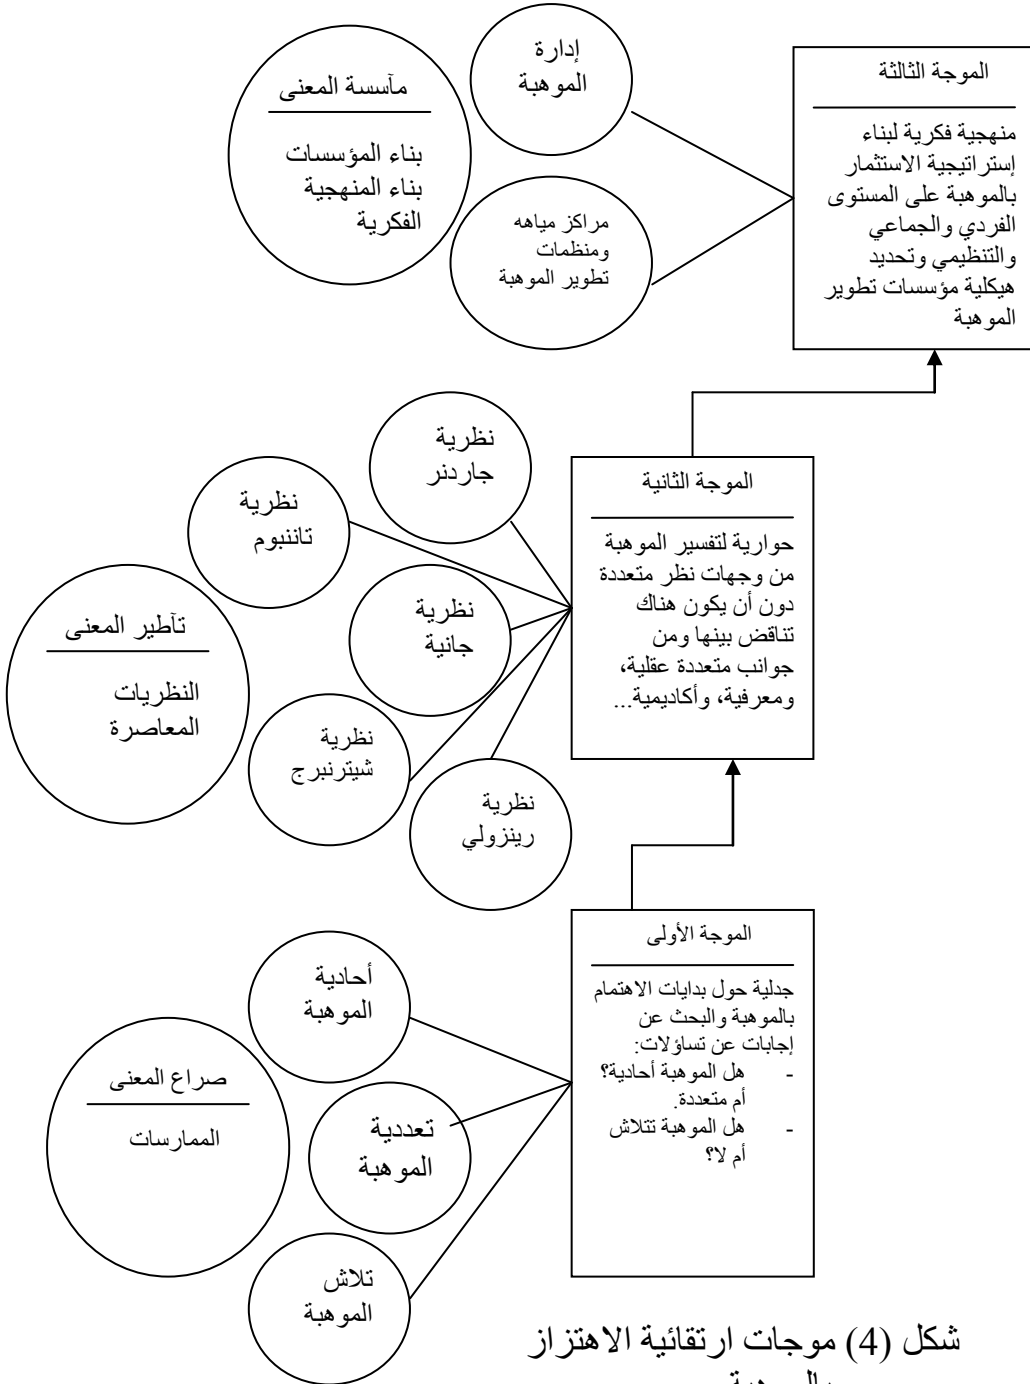 الموجة الثالثة
منهجية فكرية لبناء
إستراتيجية الاستثمار
بالموهبة على المستوى
الفردي والجماعي
والتنظيمي وتحديد
هيكلية مؤسسات تطوير
الموهبة
إدارة
الموهبة
مراكز مياهه
ومنظمات
تطوير الموهبة
مآسسة المعنى
بناء المؤسسات
بناء المنهجية
الفكرية
الموجة الثانية
حوارية لتفسير الموهبة
من وجهات نظر متعددة
دون أن يكون هناك
تناقض بينها ومن
جوانب متعددة عقلية،
ومعرفية، وأكاديمية...
نظرية
جاردنر
نظرية
تاننبوم
نظرية
جانية
نظرية
شيترنبرج
نظرية
رينزولي
تآطير المعنى
النظريات
المعاصرة
الموجة الأولى
جدلية حول بدايات الاهتمام
بالموهبة والبحث عن
إجابات عن تساؤلات:
- هل الموهبة أحادية؟
أم متعددة.
- هل الموهبة تتلاش
أم لا؟
أحادية
الموهبة
تعددية
الموهبة
تلاش
الموهبة
صراع المعنى
الممارسات
شكل (4) موجات ارتقائية الاهتزاز